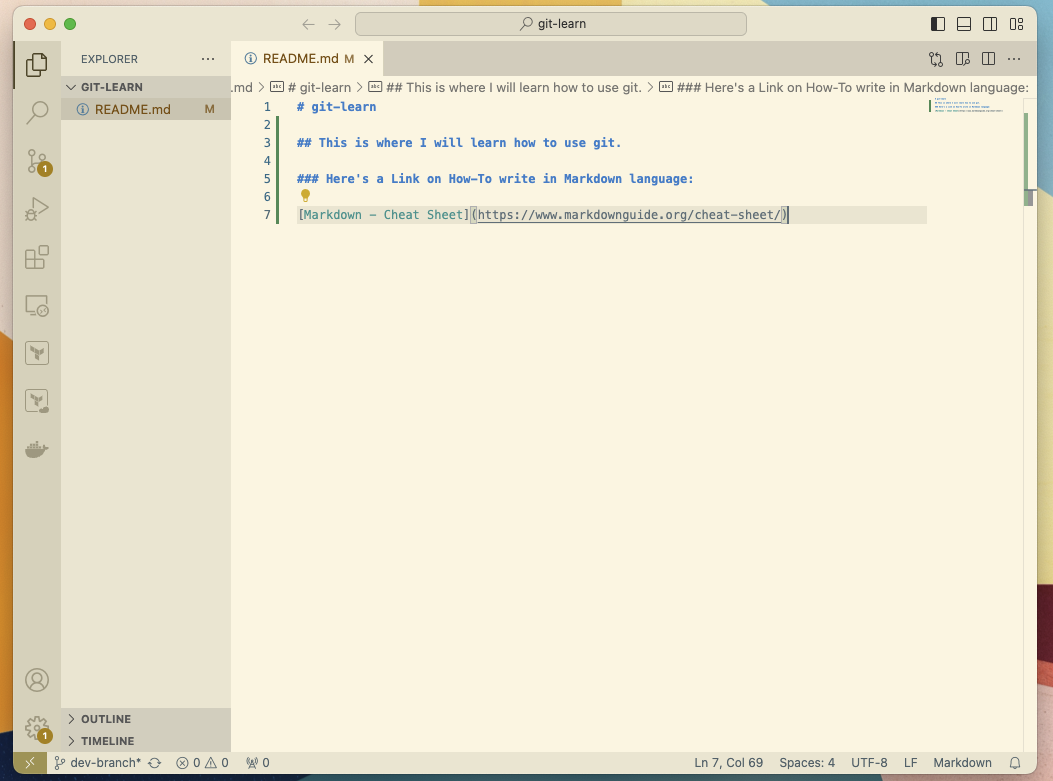 git-learn
EXPLORER
README.md M
GIT-LEARN
.md > # git-learn > ## This is where I will learn how to use git. > ### Here's a Link on How-To write in Markdown language:
README.md M
1 # git-learn
2
3 ## This is where I will learn how to use git.
4
5 ### Here's a Link on How-To write in Markdown language:
6
7 [Markdown - Cheat Sheet](https://www.markdownguide.org/cheat-sheet/)
1
1
OUTLINE
TIMELINE
dev-branch* 0 0 0 Ln 7, Col 69 Spaces: 4 UTF-8 LF Markdown